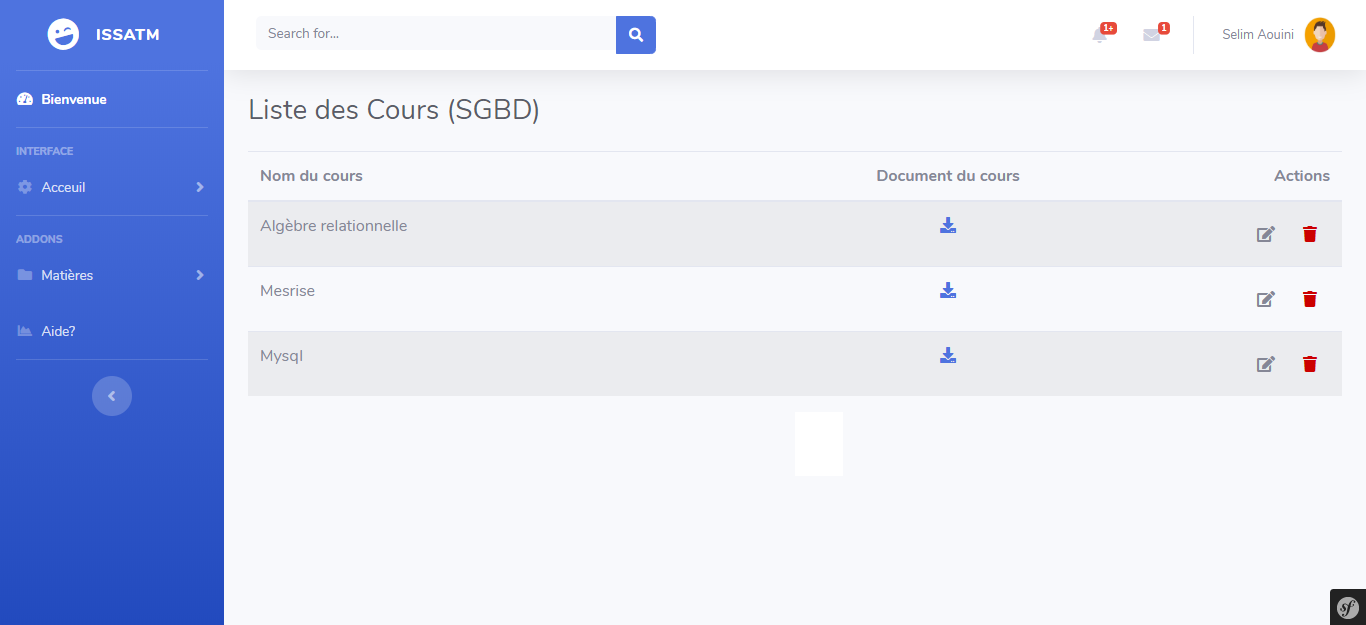 ISSATM
Search for...
1+
1
Selim Aouini
Bienvenue
INTERFACE
Acceuil
ADDONS
Matières
Aide?
Liste des Cours (SGBD)
Nom du cours Document du cours Actions
Algèbre relationnelle
Mesrise
Mysql
sf